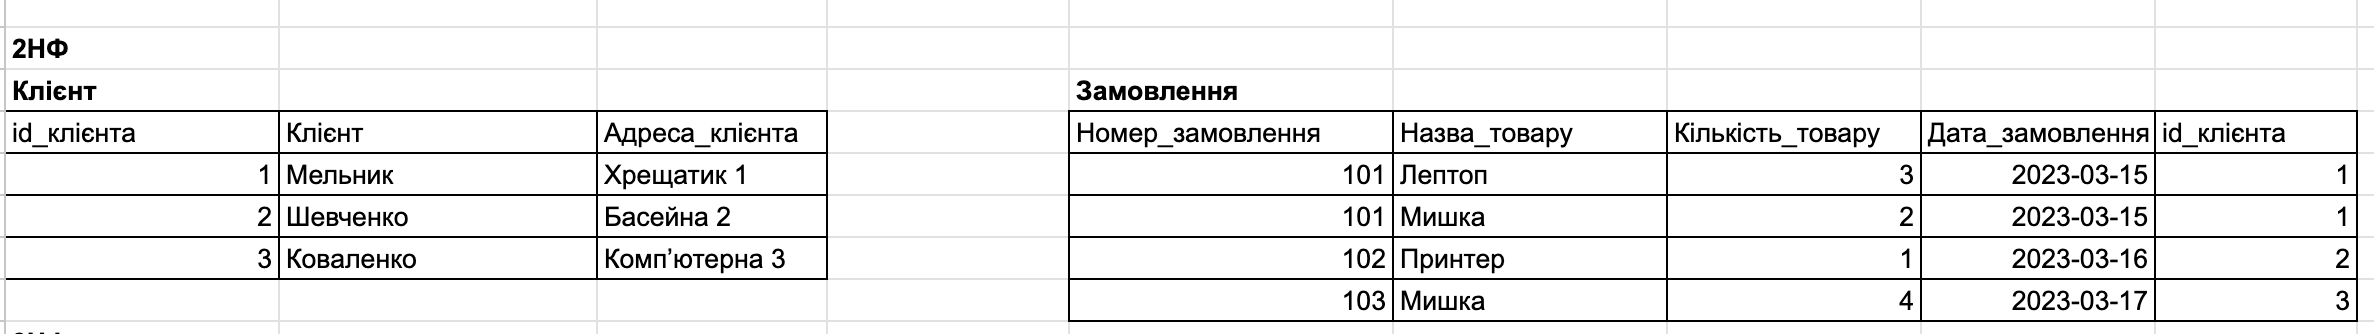 2НФ
Клієнт Замовлення
id_клієнта Клієнт Адреса_клієнта Номер_замовлення Назва_товару Кількість_товару Дата_замовлення id_клієнта
1 Мельник Хрещатик 1 101 Лептоп 3 2023-03-15 1
2 Шевченко Басейна 2 101 Мишка 2 2023-03-15 1
3 Коваленко Комп’ютерна 3 102 Принтер 1 2023-03-16 2
103 Мишка 4 2023-03-17 3